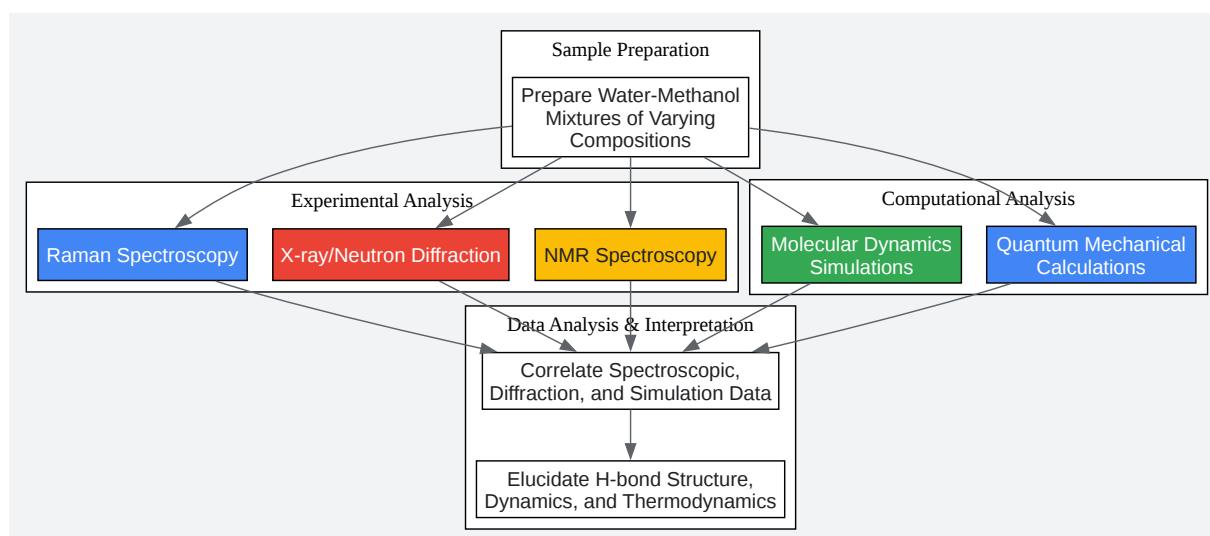 Sample Preparation
Prepare Water-Methanol
Mixtures of Varying
Compositions
Experimental Analysis
Computational Analysis
Raman Spectroscopy
X-ray/Neutron Diffraction
NMR Spectroscopy
Molecular Dynamics
Simulations
Quantum Mechanical
Calculations
Data Analysis & Interpretation
Correlate Spectroscopic,
Diffraction, and Simulation Data
Elucidate H-bond Structure,
Dynamics, and Thermodynamics